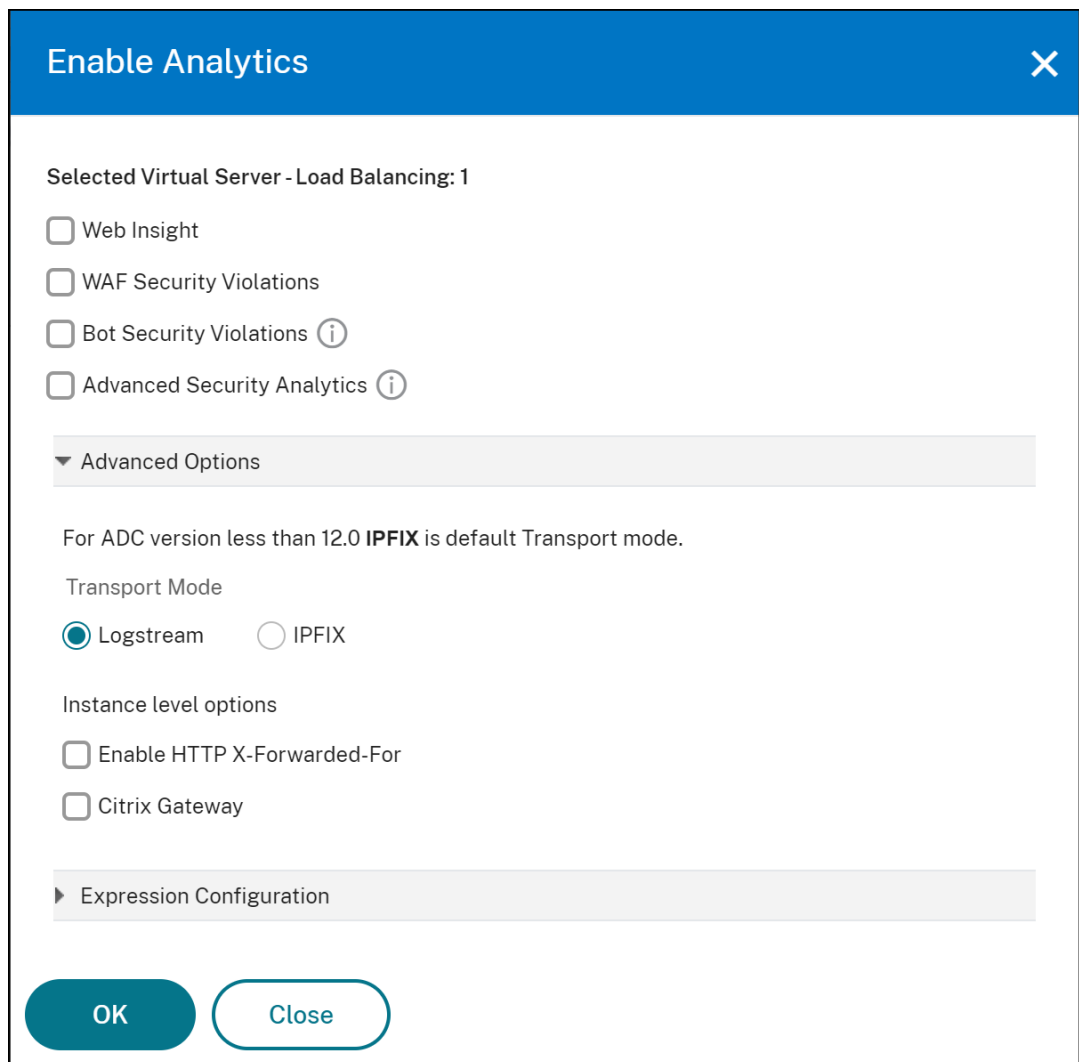 Enable Analytics
Selected Virtual Server - Load Balancing: 1
Web Insight
WAF Security Violations
Bot Security Violations
Advanced Security Analytics
Advanced Options
For ADC version less than 12.0 IPFIX is default Transport mode.
Transport Mode
Logstream IPFIX
Instance level options
Enable HTTP X-Forwarded-For
Citrix Gateway
Expression Configuration
OK Close